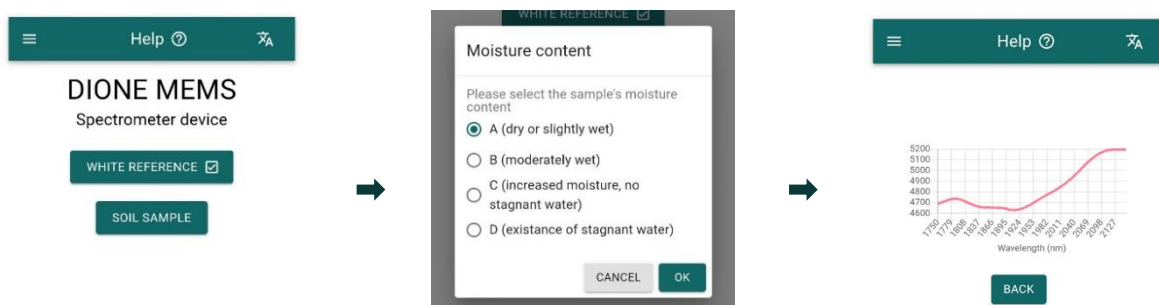 Help
DIONE MEMS
Spectrometer device
WHITE REFERENCE
SOIL SAMPLE
WHITE REFERENCE
Moisture content
Please select the sample's moisture
content
A (dry or slightly wet)
B (moderately wet)
C (increased moisture, no
stagnant water)
D (existance of stagnant water)
CANCEL OK
Help
5200
5100
5000
4900
4800
4700
4600
1750 1779 1808 1837 1866 1895 1924 1953 1982 2011 2040 2069 2098 2127
Wavelength (nm)
BACK